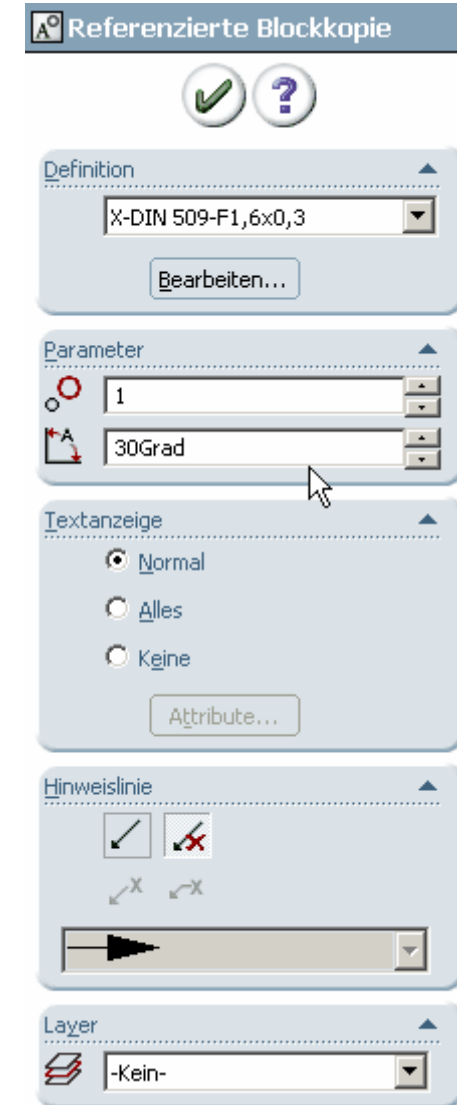 Referenzierte Blockkopie
Definition
X-DIN 509-F1,6x0,3
Bearbeiten...
Parameter
1
30Grad
Textanzeige
Normal
Alles
Keine
Attribute...
Hinweislinie
Layer
-Kein-